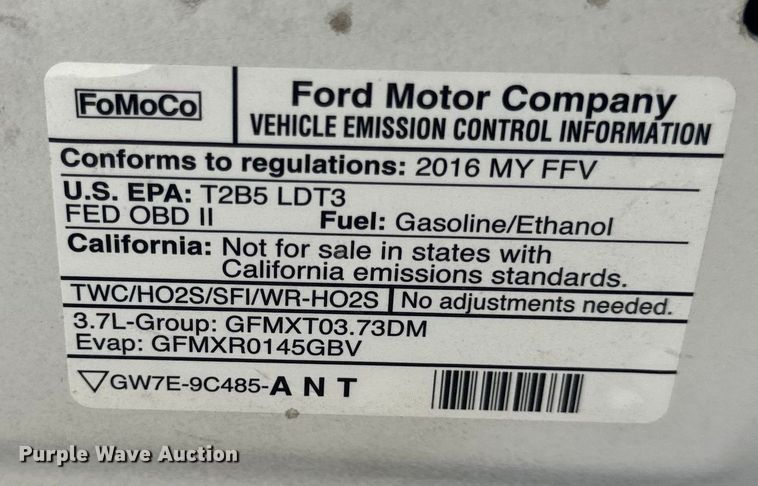 FoMoCo
Ford Motor Company
VEHICLE EMISSION CONTROL INFORMATION
Conforms to regulations: 2016 MY FFV
U.S. EPA: T2B5 LDT3
FED OBD II Fuel: Gasoline/Ethanol
California: Not for sale in states with
California emissions standards.
TWC/HO2S/SFI/WR-HO2S No adjustments needed.
3.7L-Group: GFMXT03.73DM
Evap: GFMXR0145GBV
▽GW7E-9C485-A N T
Purple Wave Auction